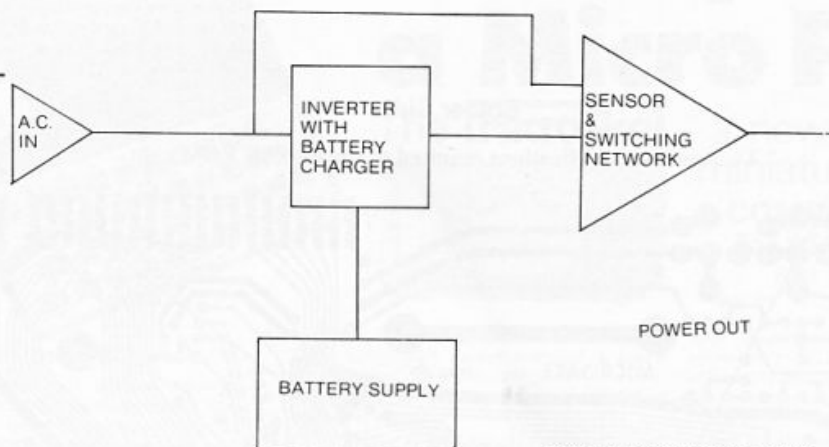 A.C.
IN
INVERTER
WITH
BATTERY
CHARGER
SENSOR
&
SWITCHING
NETWORK
POWER OUT
BATTERY SUPPLY